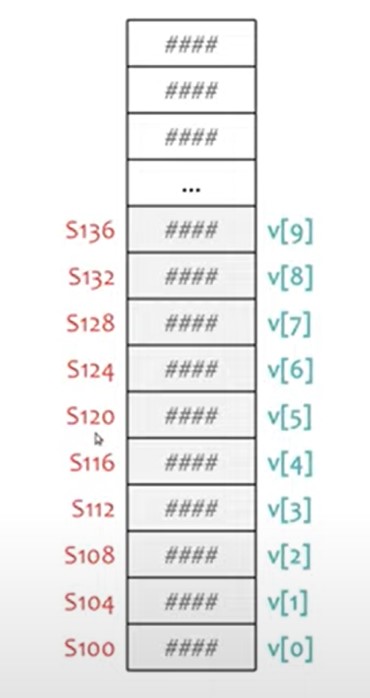 ####
####
####
...
S136 #### v[9]
S132 #### v[8]
S128 #### v[7]
S124 #### v[6]
S120 #### v[5]
S116 #### v[4]
S112 #### v[3]
S108 #### v[2]
S104 #### v[1]
S100 #### v[0]